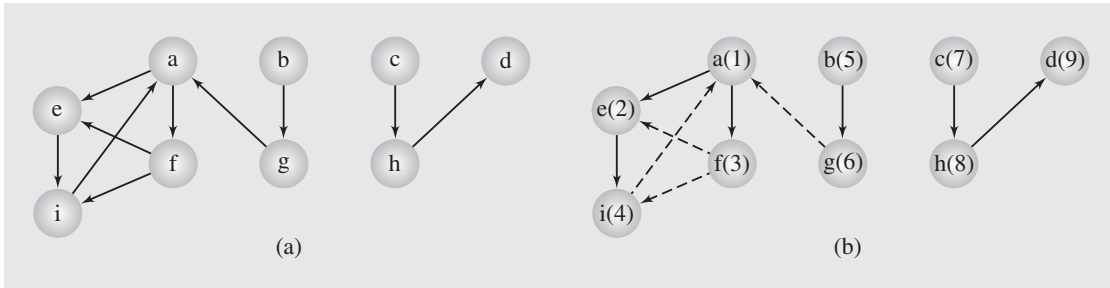 a b c d
e
f g h
i
(a)
a(1) b(5) c(7) d(9)
e(2)
f(3) g(6) h(8)
i(4)
(b)